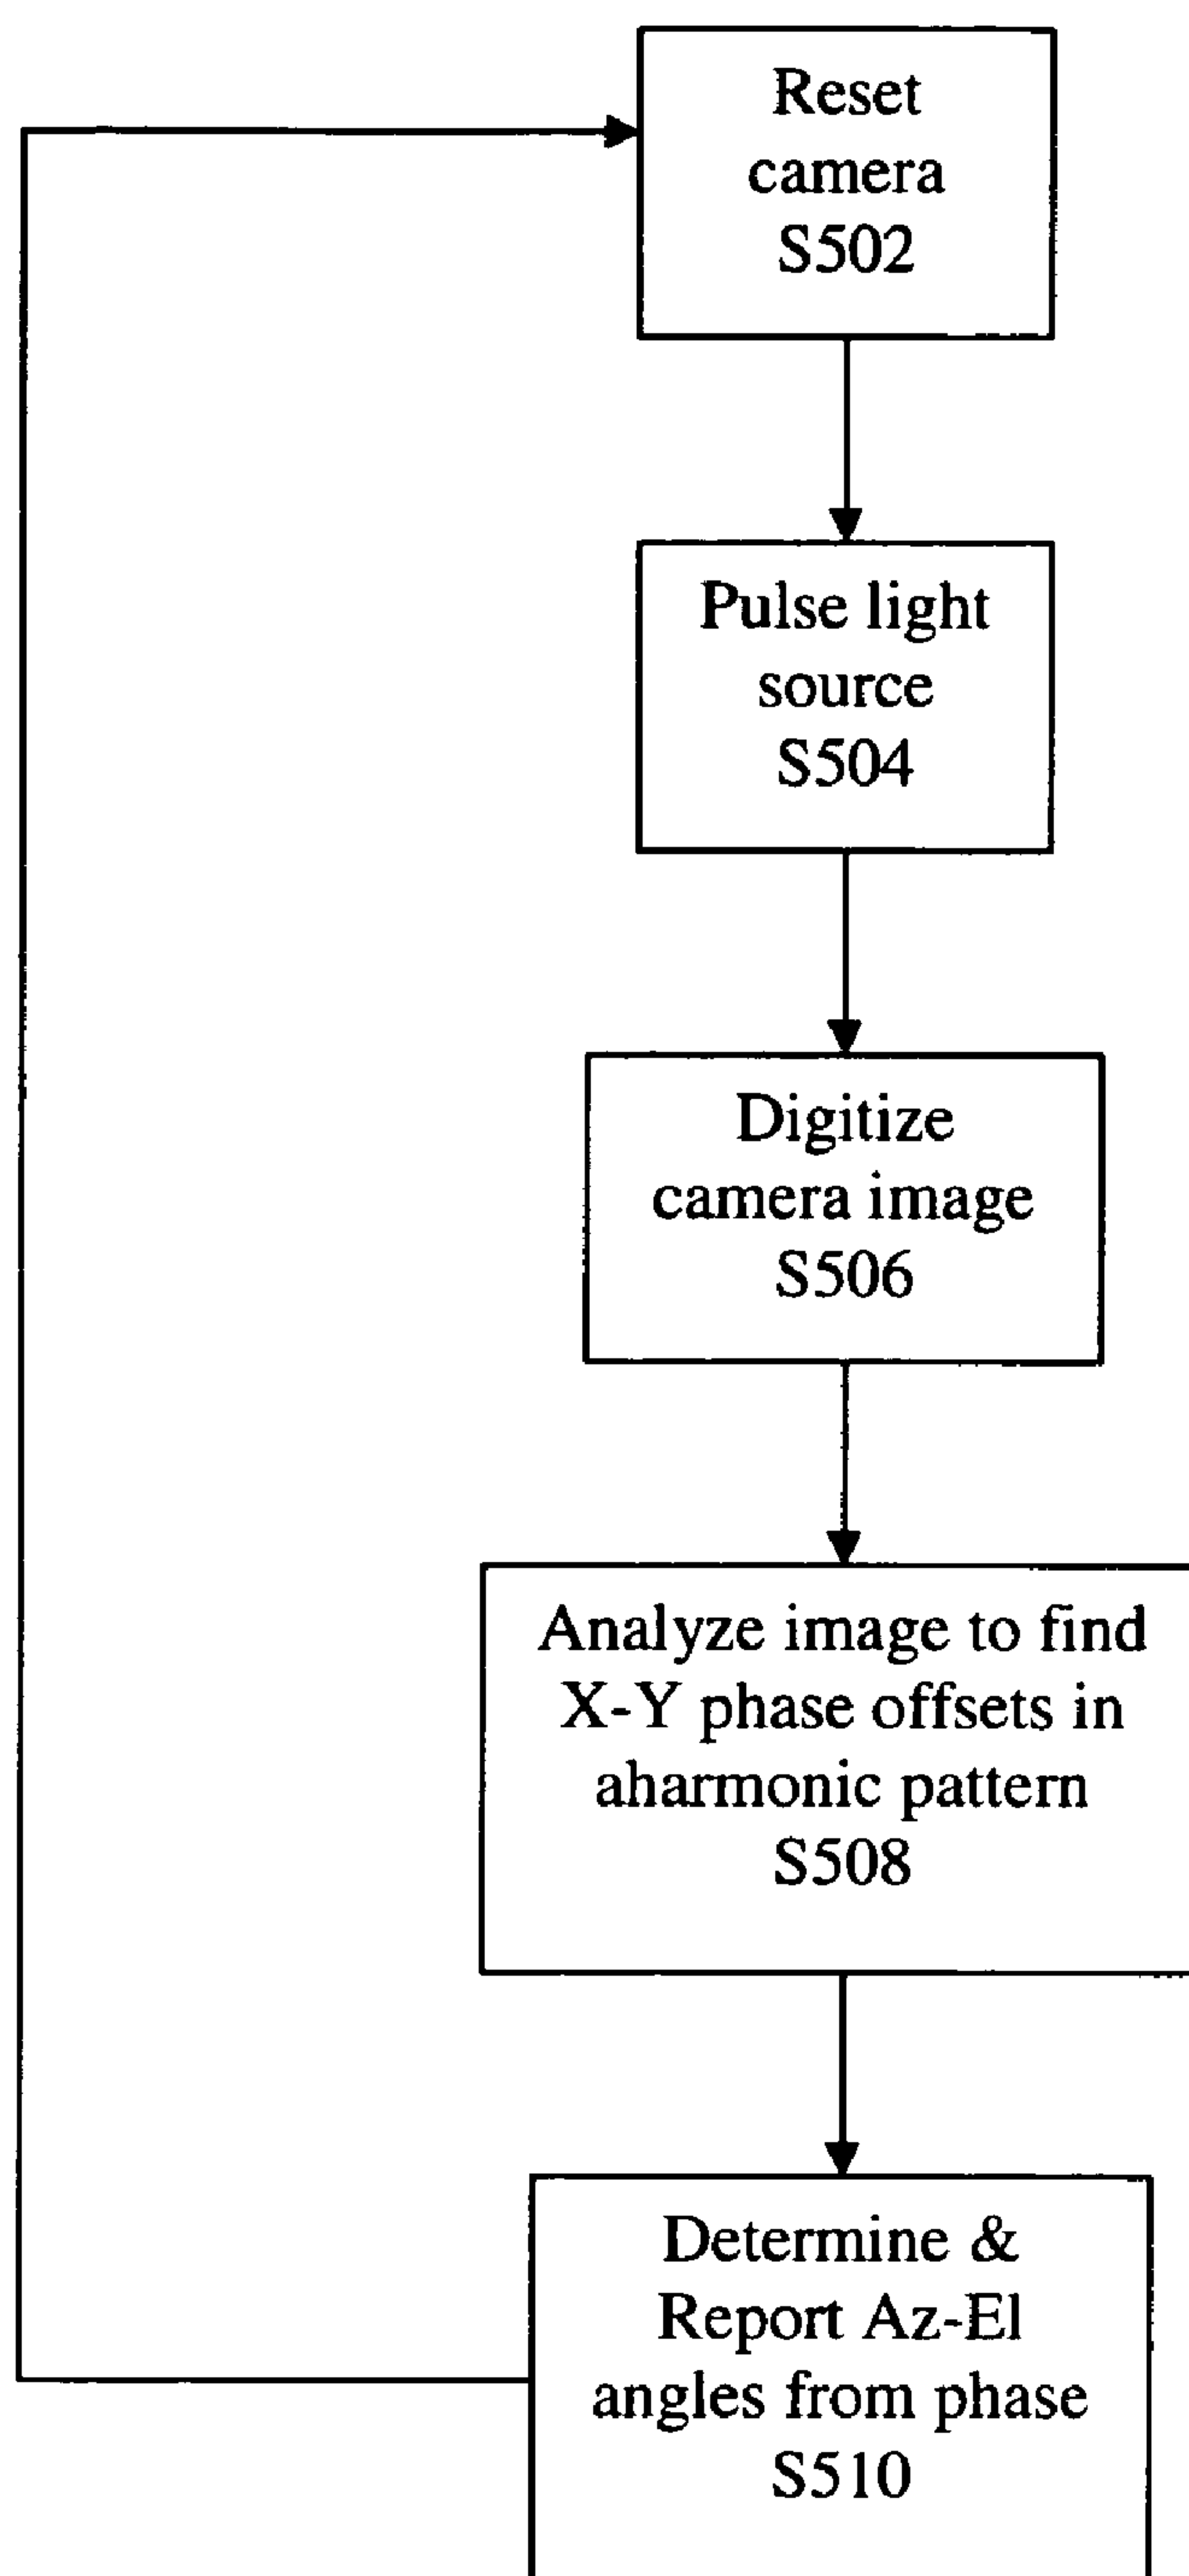 Reset
camera
S502
Pulse light
source
S504
Digitize
camera image
S506
Analyze image to find
X-Y phase offsets in
aharmonic pattern
S508
Determine &
Report Az-El
angles from phase
S510